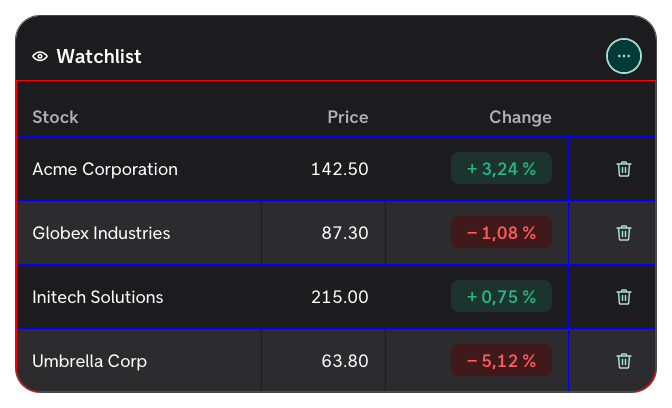 Watchlist
Stock Price Change
Acme Corporation 142.50 + 3,24 %
Globex Industries 87.30 − 1,08 %
Initech Solutions 215.00 + 0,75 %
Umbrella Corp 63.80 − 5,12 %